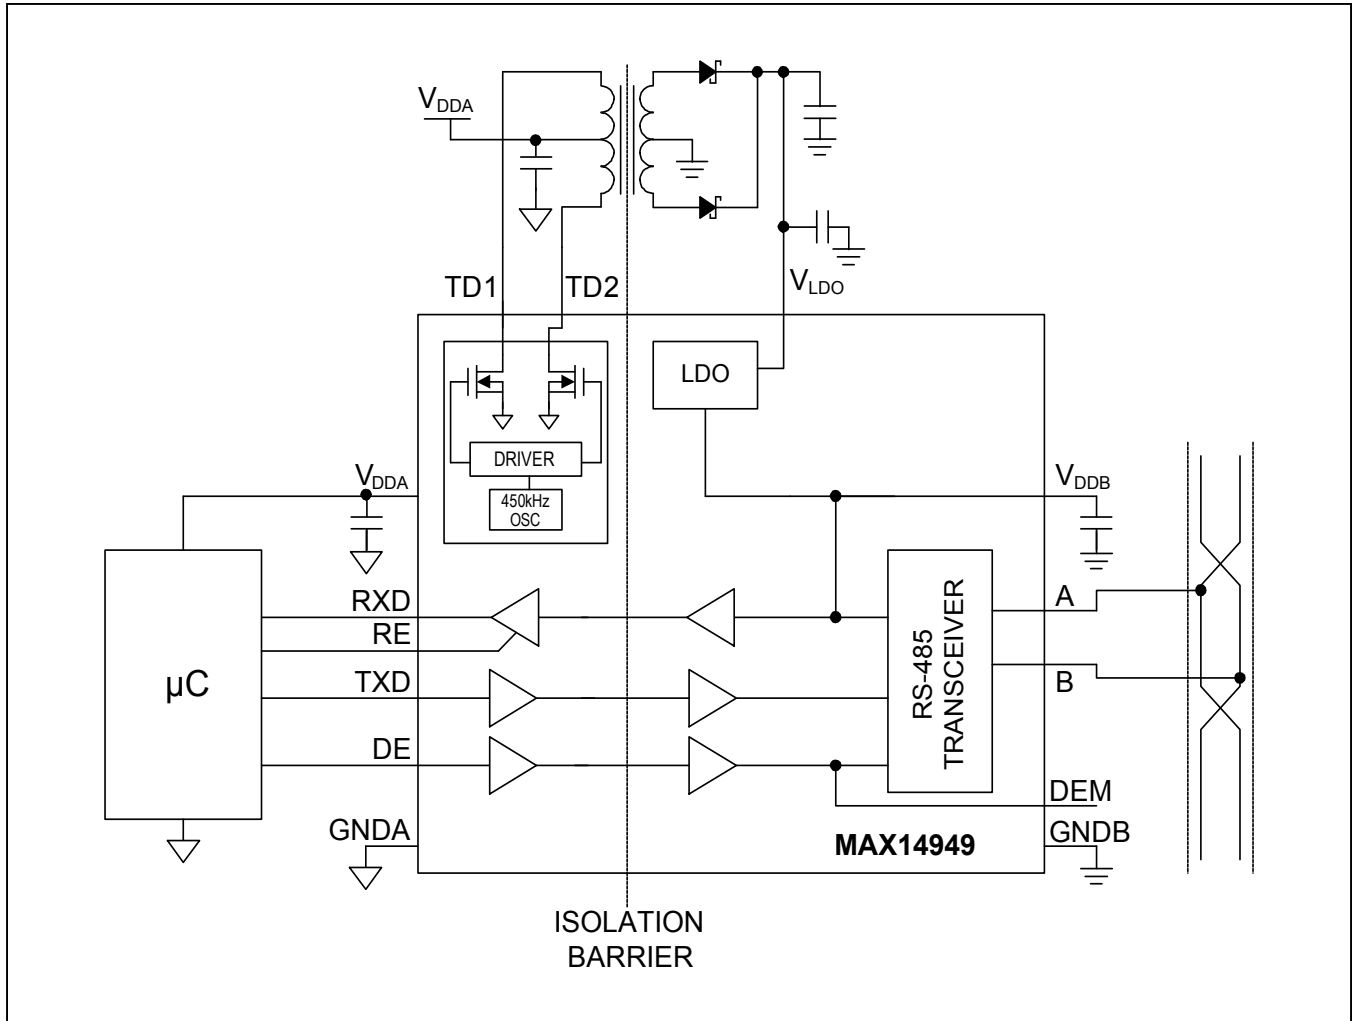 VDDA
TD1
TD2
VLDO
LDO
DRIVER
450kHz
OSC
VDDA
VDDB
RXD
RE
TXD
DE
µC
RS-485
TRANSCEIVER
A
B
DEM
GNDA
GNDB
MAX14949
ISOLATION
BARRIER